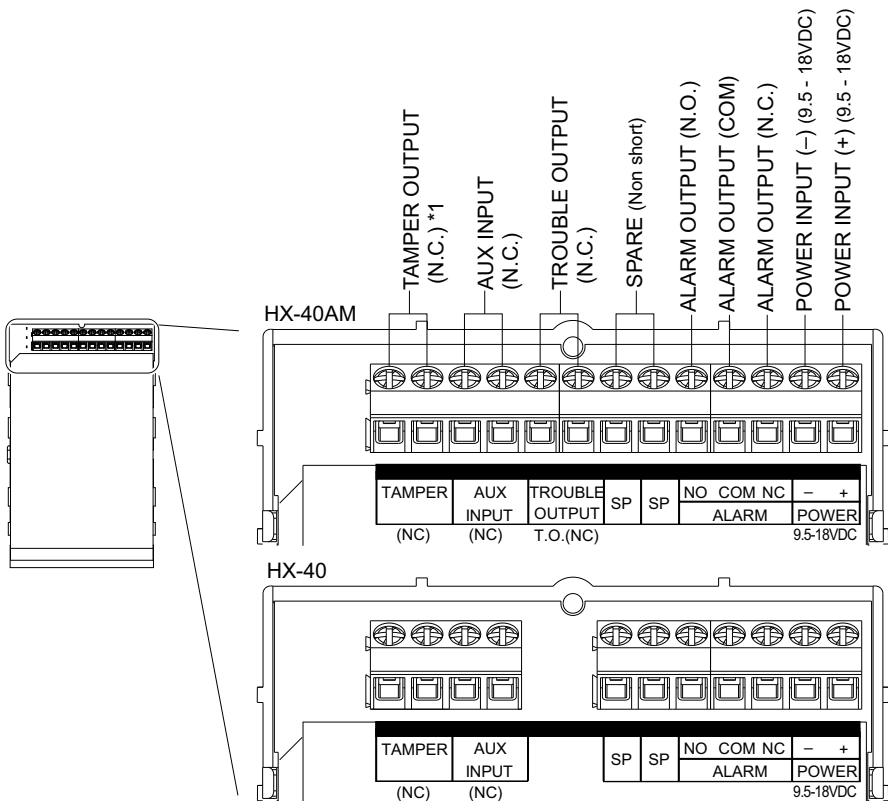 TAMPER OUTPUT
(N.C.) *1
AUX INPUT
(N.C.)
TROUBLE OUTPUT
(N.C.)
SPARE (Non short)
ALARM OUTPUT (N.O.)
ALARM OUTPUT (COM)
ALARM OUTPUT (N.C.)
POWER INPUT (–) (9.5 - 18VDC)
POWER INPUT (+) (9.5 - 18VDC)
HX-40AM
TAMPER AUX TROUBLE SP SP NO COM NC – +
INPUT OUTPUT ALARM POWER
(NC) (NC) T.O.(NC) 9.5-18VDC
HX-40
TAMPER AUX SP SP NO COM NC – +
INPUT ALARM POWER
(NC) (NC) 9.5-18VDC